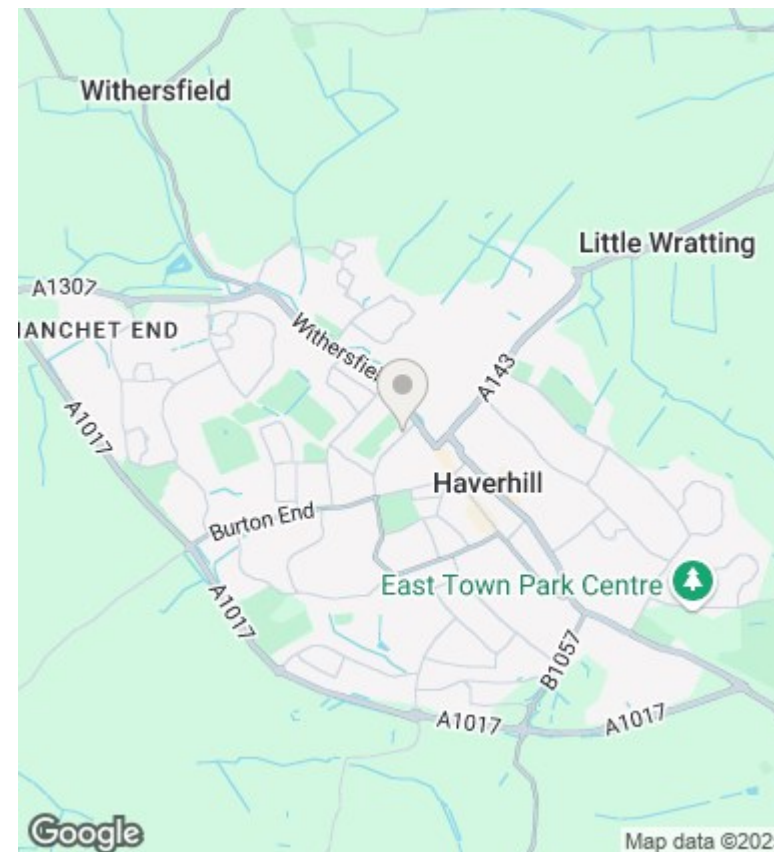 Withersfield
Little Wratting
A1307
HANCHET END
Withersfiel
A143
A1017
Haverhill
Burton End
East Town Park Centre
A1017
B1057
A1017
A1017
Google
Map data ©202